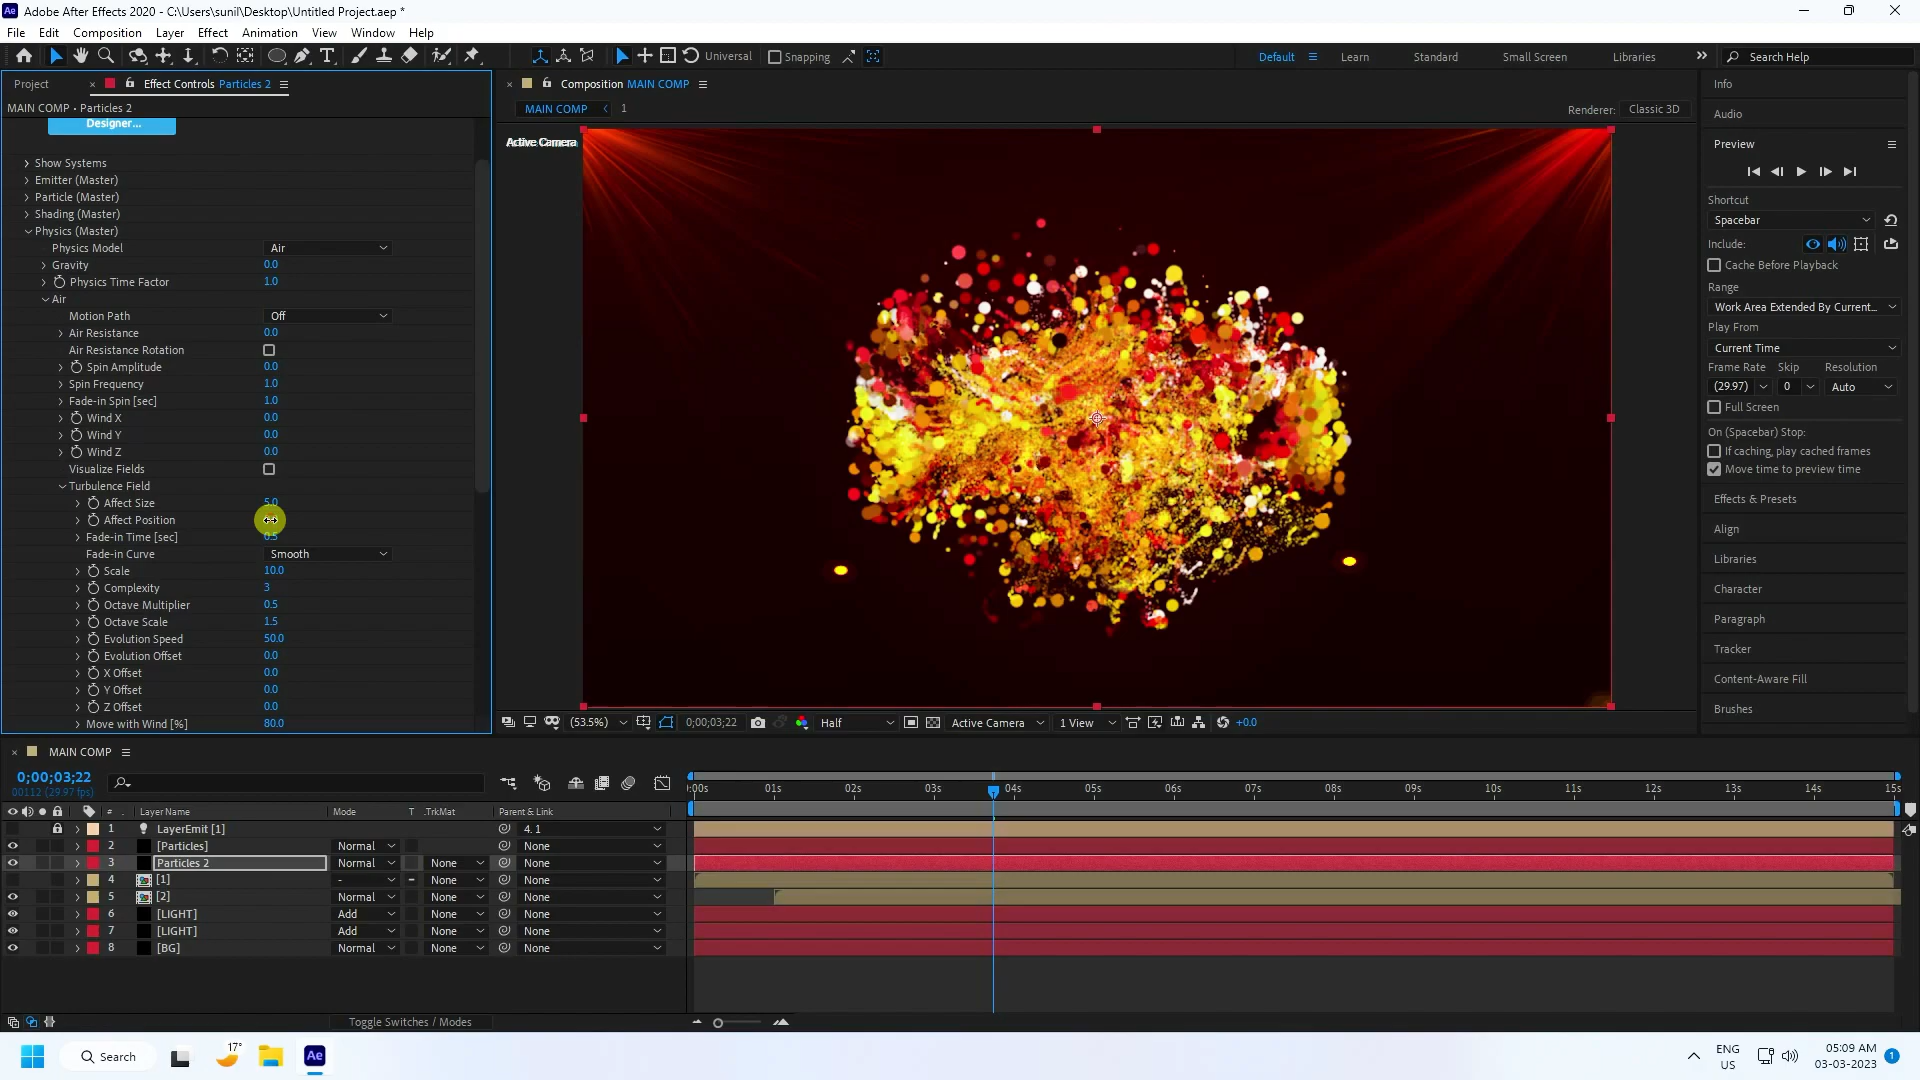 Ae Adobe After Effects 2020 - C:\Users\sunil\Desktop\Untitled Project.aep *
File Edit Composition Layer Effect Animation View Window Help
Universal Snapping Default Learn Standard Small Screen Libraries Search Help
Project Effect Controls Particles 2
MAIN COMP • Particles 2
Designer...
Show Systems
Emitter (Master)
Particle (Master)
Shading (Master)
Physics (Master)
Physics Model Air
Gravity 0.0
Physics Time Factor 1.0
Air
Motion Path Off
Air Resistance 0.0
Air Resistance Rotation
Spin Amplitude 0.0
Spin Frequency 1.0
Fade-in Spin [sec] 1.0
Wind X 0.0
Wind Y 0.0
Wind Z 0.0
Visualize Fields
Turbulence Field
Affect Size 5.0
Affect Position
Fade-in Time [sec] 0.5
Fade-in Curve Smooth
Scale 10.0
Complexity 3
Octave Multiplier 0.5
Octave Scale 1.5
Evolution Speed 50.0
Evolution Offset 0.0
X Offset 0.0
Y Offset 0.0
Z Offset 0.0
Move with Wind [%] 80.0
Composition MAIN COMP
MAIN COMP 1
Renderer: Classic 3D
Active Camera
(53.5%) 0;00;03;22 Half Active Camera 1 View +0.0
Info
Audio
Preview
Shortcut
Spacebar
Include:
Cache Before Playback
Range
Work Area Extended By Current...
Play From
Current Time
Frame Rate Skip Resolution
(29.97) 0 Auto
Full Screen
On (Spacebar) Stop:
If caching, play cached frames
Move time to preview time
Effects & Presets
Align
Libraries
Character
Paragraph
Tracker
Content-Aware Fill
Brushes
MAIN COMP
0;00;03;22
00112 (29.97 fps)
:00s 01s 02s 03s 04s 05s 06s 07s 08s 09s 10s 11s 12s 13s 14s 15s
# Layer Name Mode T .TrkMat Parent & Link
1 LayerEmit [1] 4. 1
2 [Particles] Normal None
3 Particles 2 Normal None None
4 [1] - None None
5 [2] Normal None None
6 [LIGHT] Add None None
7 [LIGHT] Add None None
8 [BG] Normal None None
Toggle Switches / Modes
Search 17° Ae
ENG
US
05:09 AM
03-03-2023
1